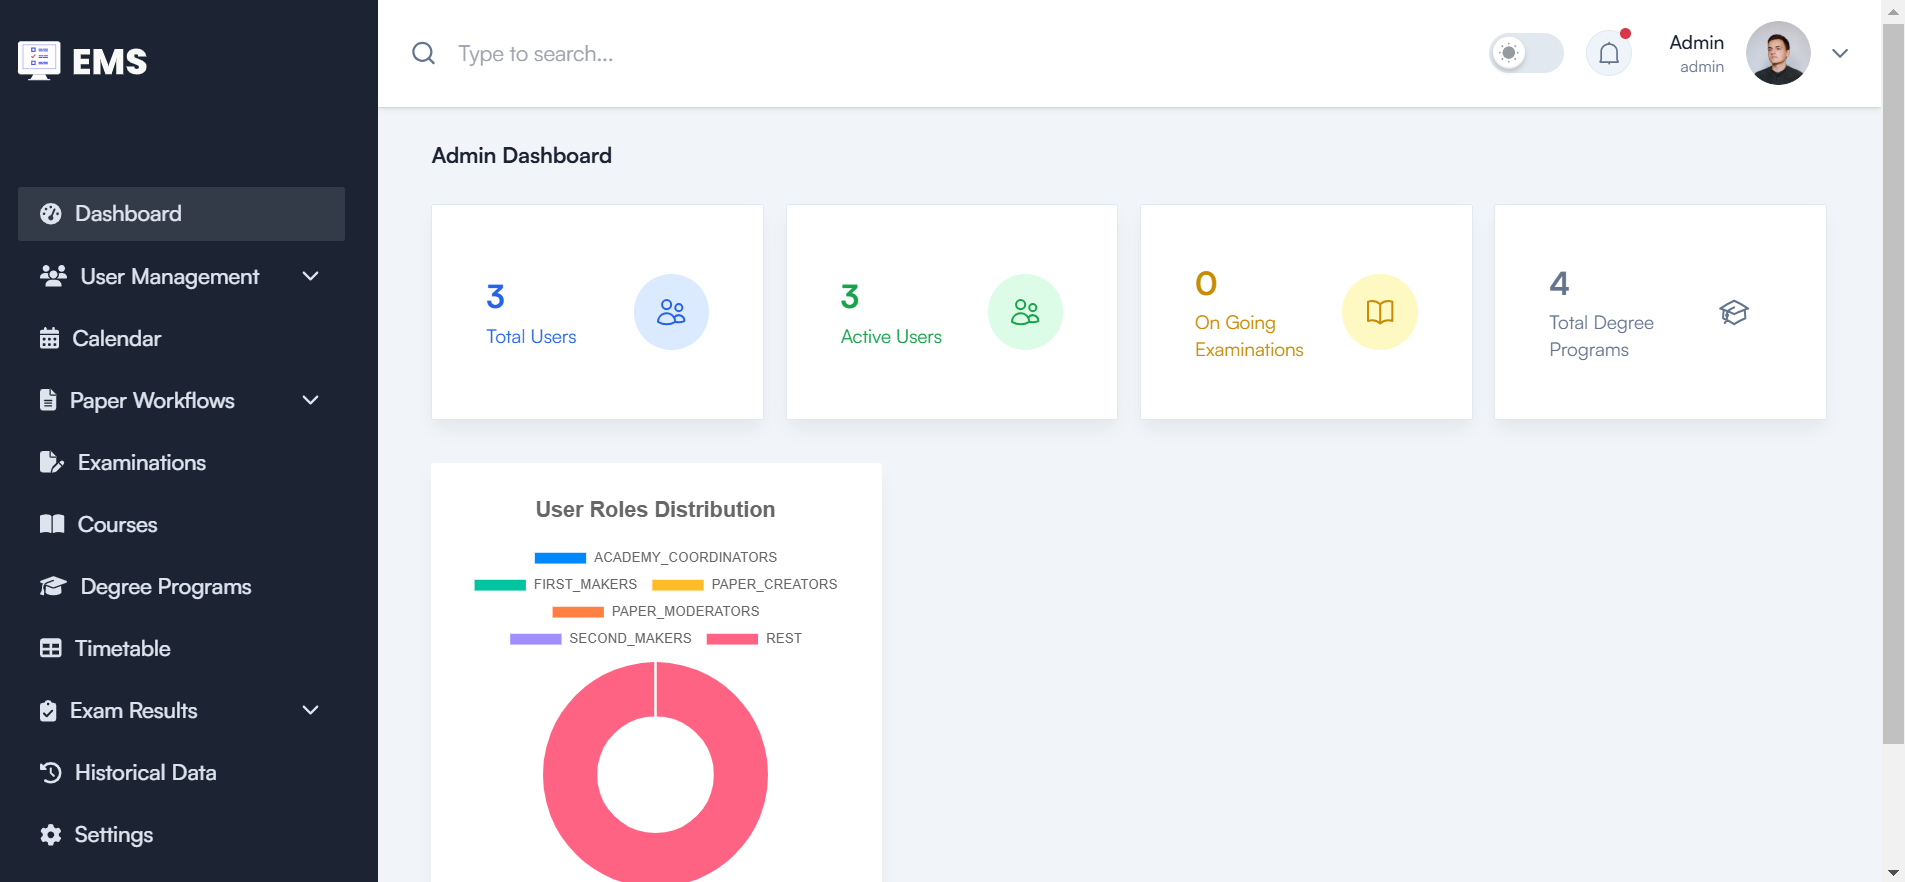 EMS
Type to search...
Admin
admin
Dashboard
User Management
Calendar
Paper Workflows
Examinations
Courses
Degree Programs
Timetable
Exam Results
Historical Data
Settings
Admin Dashboard
3
Total Users
3
Active Users
0
On Going
Examinations
4
Total Degree
Programs
User Roles Distribution
ACADEMY_COORDINATORS
FIRST_MAKERS PAPER_CREATORS
PAPER_MODERATORS
SECOND_MAKERS REST